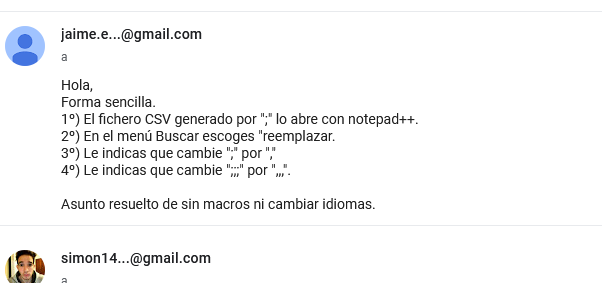 jaime.e...@gmail.com
a
Hola,
Forma sencilla.
1º) El fichero CSV generado por ";" lo abre con notepad++.
2º) En el menú Buscar escoges "reemplazar.
3º) Le indicas que cambie ";" por ","
4º) Le indicas que cambie ";;;" por ",,,".
Asunto resuelto de sin macros ni cambiar idiomas.
simon14...@gmail.com
a